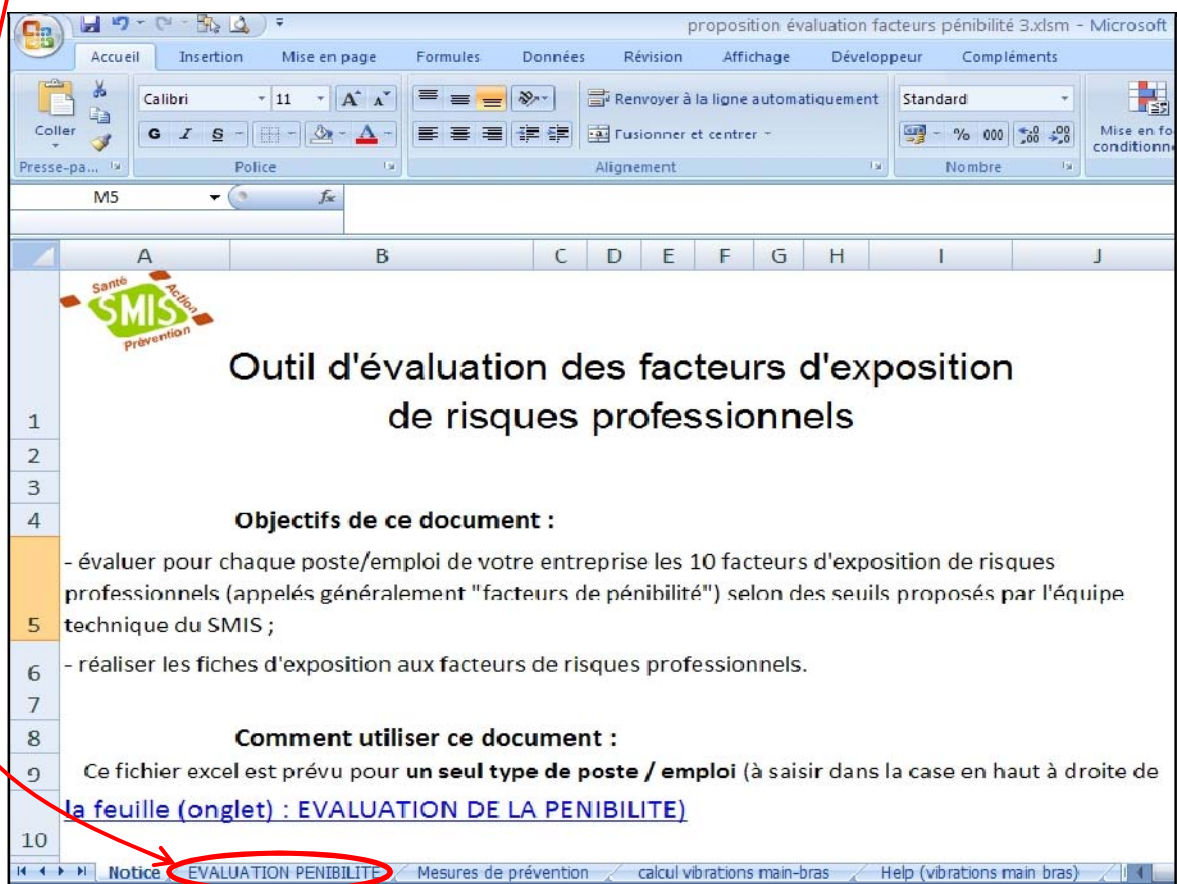 proposition évaluation facteurs pénibilité 3.xlsm - Microsoft
Accueil Insertion Mise en page Formules Données Révision Affichage Développeur Compléments
Calibri 11 A A Renvoyer à la ligne automatiquement Standard
Coller G I S A Fusionner et centrer % 000 ,00 ,00 Mise en fo
conditionn
Presse-pa... Police Alignement Nombre
M5 fx
A B C D E F G H I J
Santé
Action
SMIS
Prévention
Outil d'évaluation des facteurs d'exposition
1 de risques professionnels
2
3
4 Objectifs de ce document :
- évaluer pour chaque poste/emploi de votre entreprise les 10 facteurs d'exposition de risques
professionnels (appelés généralement "facteurs de pénibilité") selon des seuils proposés par l'équipe
5 technique du SMIS ;
6 - réaliser les fiches d'exposition aux facteurs de risques professionnels.
7
8 Comment utiliser ce document :
9 Ce fichier excel est prévu pour un seul type de poste / emploi (à saisir dans la case en haut à droite de
la feuille (onglet) : EVALUATION DE LA PENIBILITE)
10
Notice EVALUATION PENIBILITE Mesures de prévention calcul vibrations main-bras Help (vibrations main bras)